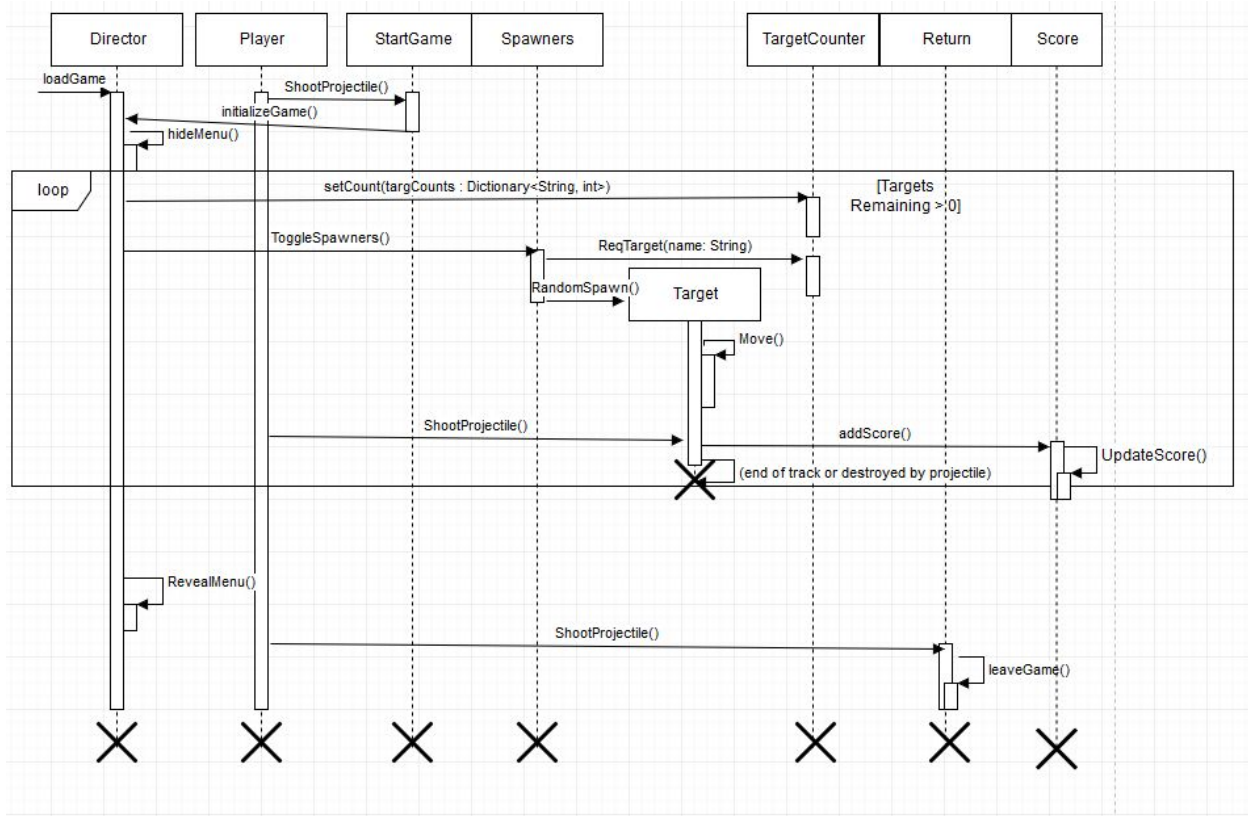 Director
Player
StartGame
Spawners
TargetCounter
Return
Score
loadGame
ShootProjectile()
initializeGame()
hideMenu()
loop
setCount(targCounts : Dictionary<String, int>)
[Targets
Remaining > 0]
ToggleSpawners()
ReqTarget(name: String)
RandomSpawn()
Target
Move()
ShootProjectile()
addScore()
UpdateScore()
(end of track or destroyed by projectile)
RevealMenu()
ShootProjectile()
leaveGame()